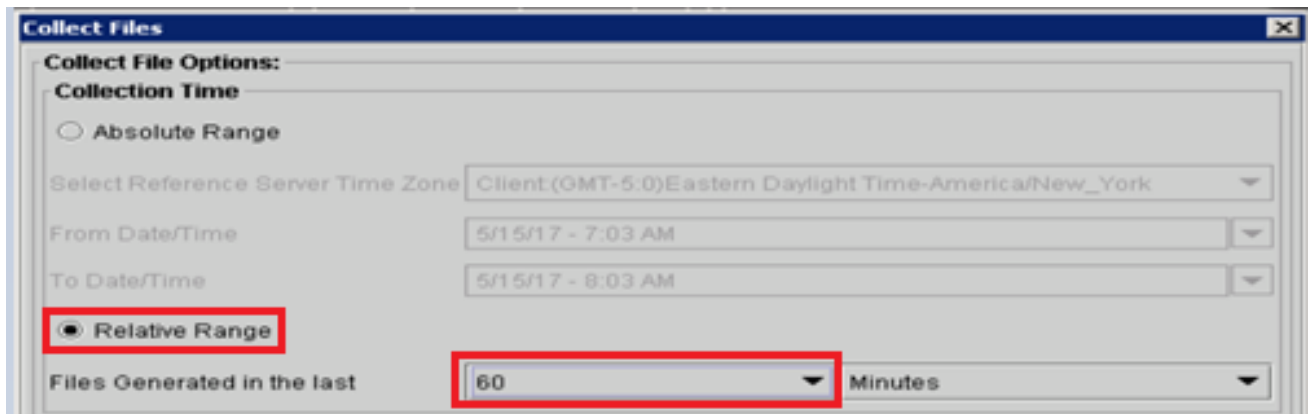 Collect Files
Collect File Options:
Collection Time
Absolute Range
Select Reference Server Time Zone Client:(GMT-5:0)Eastern Daylight Time-America/New_York
From Date/Time 5/15/17 - 7:03 AM
To Date/Time 5/15/17 - 8:03 AM
Relative Range
Files Generated in the last 60 Minutes